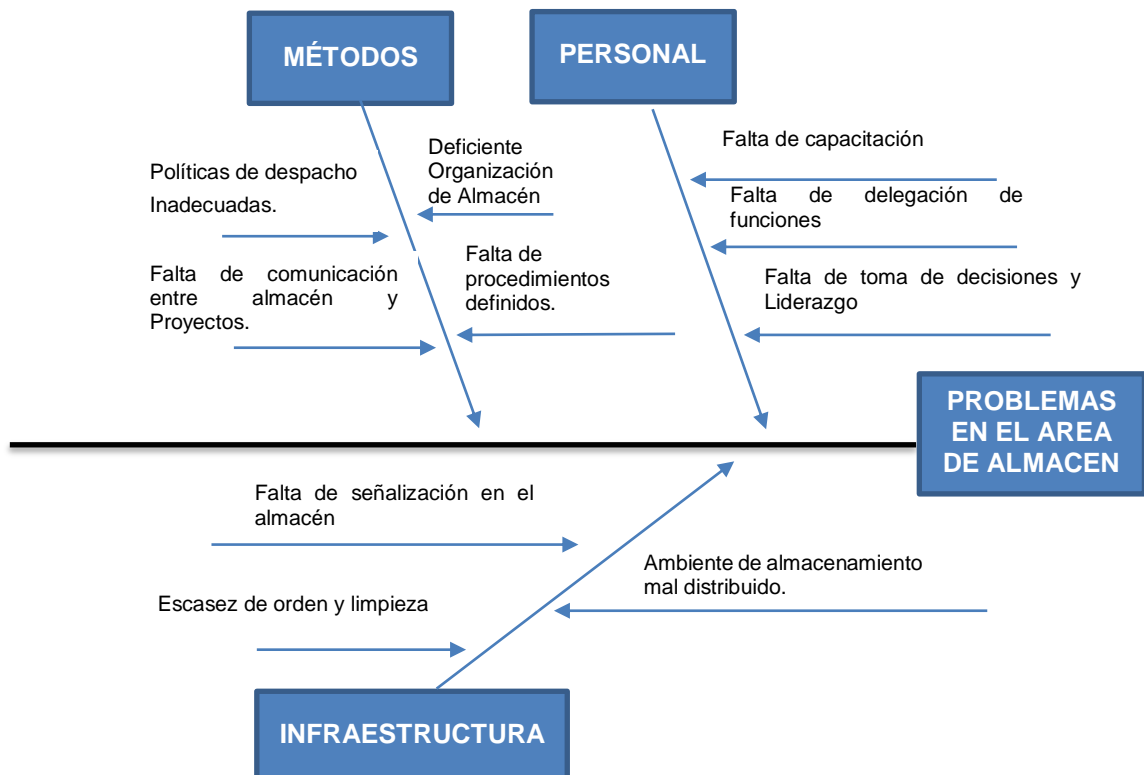 MÉTODOS
PERSONAL
Políticas de despacho
Inadecuadas.
Deficiente
Organización
de Almacén
Falta de comunicación
entre almacén y
Proyectos.
Falta de
procedimientos
definidos.
Falta de capacitación
Falta de delegación de
funciones
Falta de toma de decisiones y
Liderazgo
PROBLEMAS
EN EL AREA
DE ALMACEN
Falta de señalización en el
almacén
Ambiente de almacenamiento
mal distribuido.
Escasez de orden y limpieza
INFRAESTRUCTURA